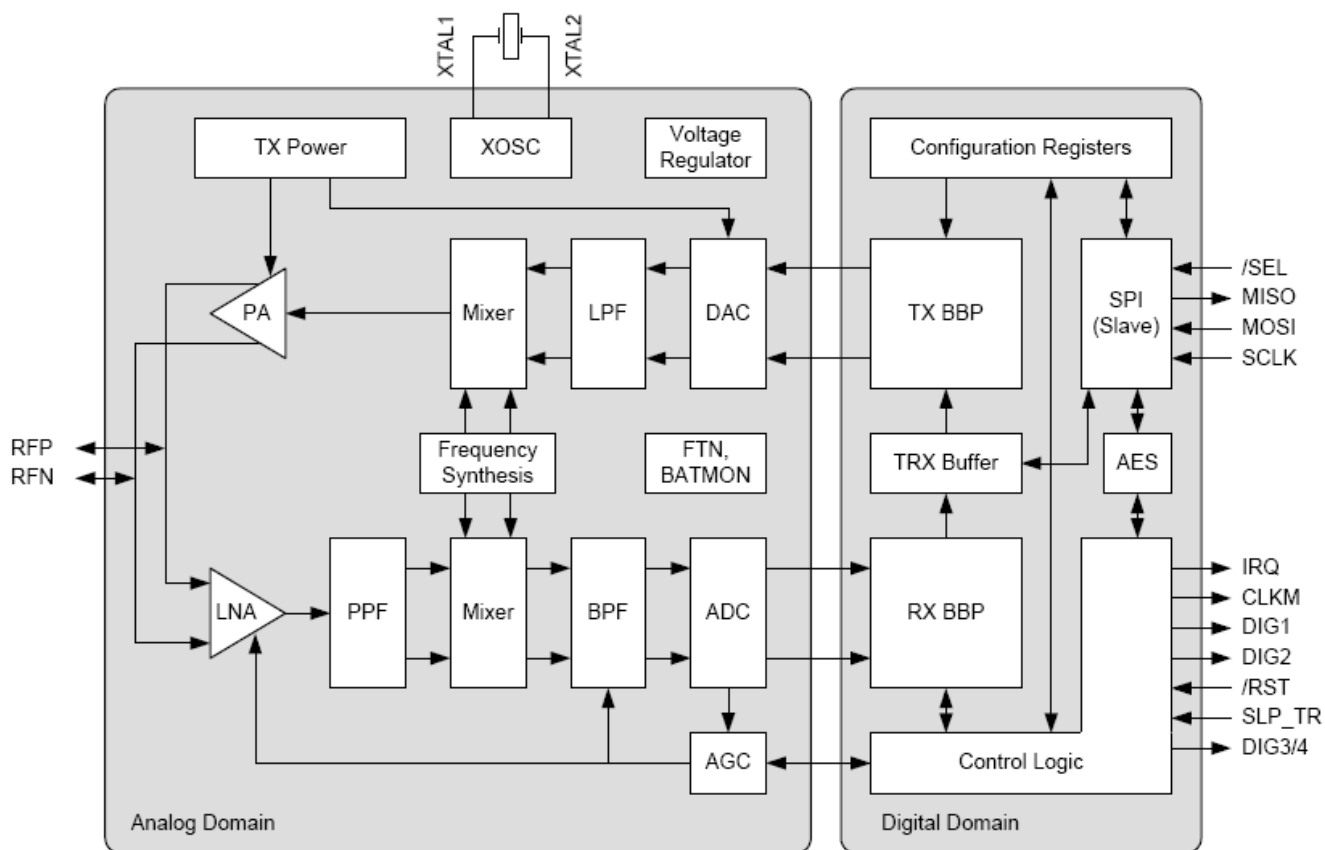 XTAL1
XTAL2
TX Power
XOSC
Voltage
Regulator
Configuration Registers
PA
Mixer
LPF
DAC
TX BBP
SPI
(Slave)
/SEL
MISO
MOSI
SCLK
RFP
RFN
Frequency
Synthesis
FTN,
BATMON
TRX Buffer
AES
LNA
PPF
Mixer
BPF
ADC
RX BBP
IRQ
CLKM
DIG1
DIG2
/RST
SLP_TR
DIG3/4
AGC
Control Logic
Analog Domain
Digital Domain